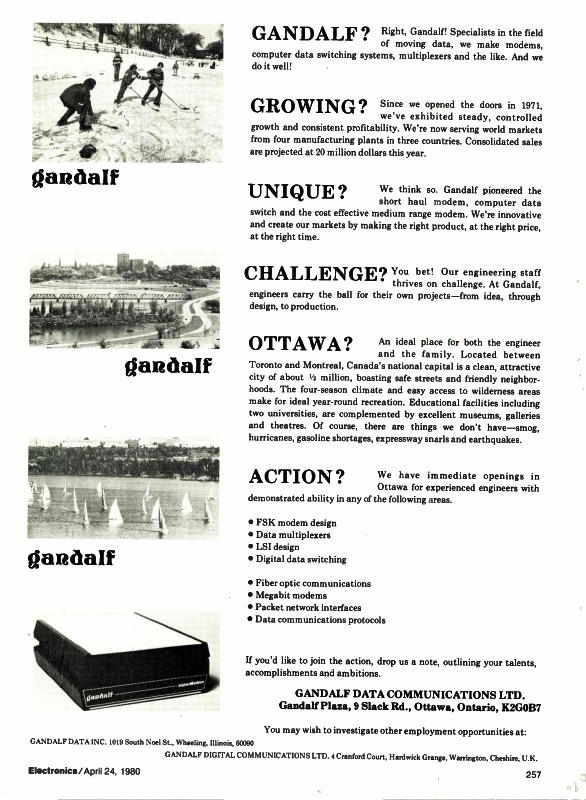 GANDALF? Right, Gandalf! Specialists in the field
of moving data, we make modems,
computer data switching systems, multiplexers and the like. And we
do it well!
GROWING? Since we opened the doors in 1971,
we've exhibited steady, controlled
growth and consistent profitability. We're now serving world markets
from four manufacturing plants in three countries. Consolidated sales
are projected at 20 million dollars this year.
gandalf
UNIQUE? We think so. Gandalf pioneered the
short haul modem, computer data
switch and the cost effective medium range modem. We're innovative
and create our markets by making the right product, at the right price,
at the right time.
CHALLENGE? You bet! Our engineering staff
thrives on challenge. At Gandalf,
engineers carry the ball for their own projects—from idea, through
design, to production.
gandalf
OTTAWA? An ideal place for both the engineer
and the family. Located between
Toronto and Montreal, Canada's national capital is a clean, attractive
city of about ½ million, boasting safe streets and friendly neighbor-
hoods. The four-season climate and easy access to wilderness areas
make for ideal year-round recreation. Educational facilities including
two universities, are complemented by excellent museums, galleries
and theatres. Of course, there are things we don't have—smog,
hurricanes, gasoline shortages, expressway snarls and earthquakes.
ACTION? We have immediate openings in
Ottawa for experienced engineers with
demonstrated ability in any of the following areas.
● FSK modem design
● Data multiplexers
● LSI design
● Digital data switching
gandalf
● Fiber optic communications
● Megabit modems
● Packet network interfaces
● Data communications protocols
gandalf
If you'd like to join the action, drop us a note, outlining your talents,
accomplishments and ambitions.
GANDALF DATA COMMUNICATIONS LTD.
Gandalf Plaza, 9 Slack Rd., Ottawa, Ontario, K2G0B7
You may wish to investigate other employment opportunities at:
GANDALF DATA INC. 1019 South Noel St., Wheeling, Illinois, 60090
GANDALF DIGITAL COMMUNICATIONS LTD. 4 Cranford Court, Hardwick Grange, Warrington, Cheshire, U.K.
Electronics/April 24, 1980
257